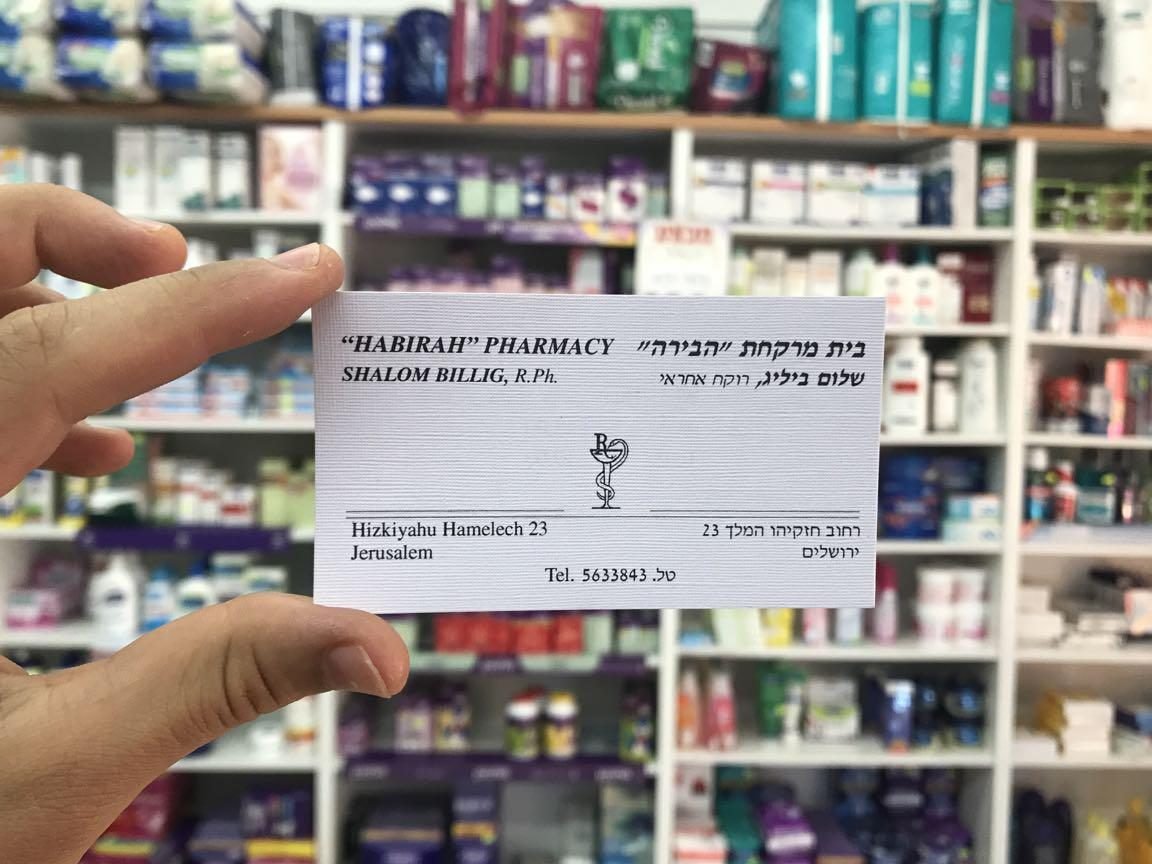 "HABIRAH" PHARMACY
SHALOM BILLIG, R.Ph.
בית מרקחת "הבירה"
שלום ביליג, רוקח אחראי
R
Hizkiyahu Hamelech 23
Jerusalem
רחוב חזקיהו המלך 23
ירושלים
Tel. 5633843 טל.